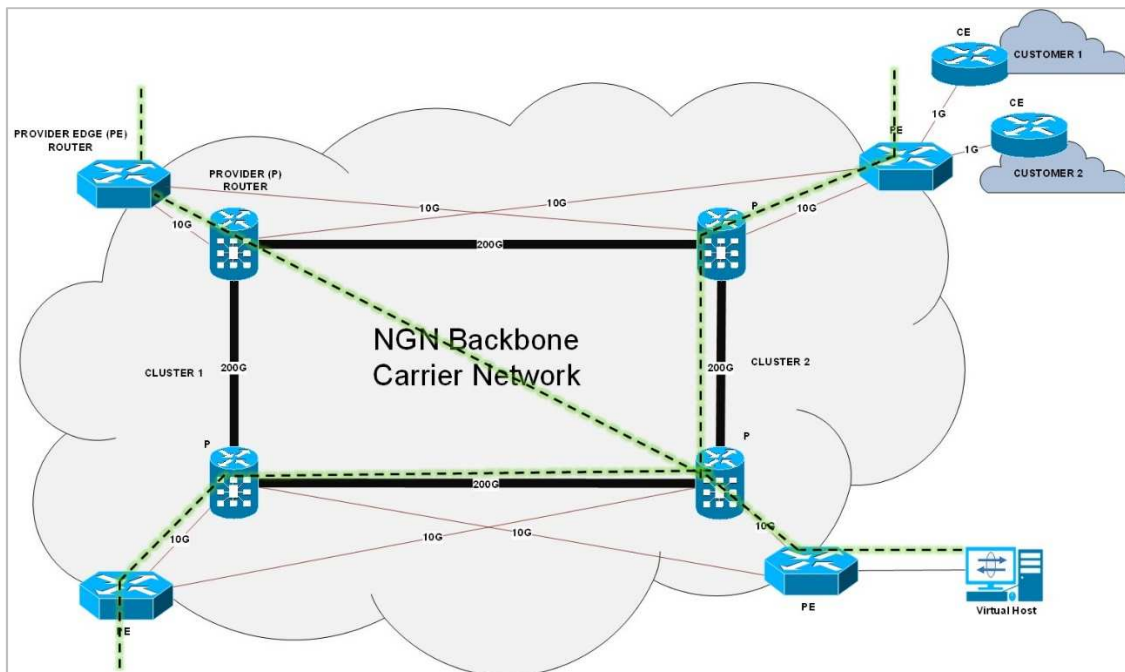 CE
CUSTOMER 1
CE
1G
PE
1G
CUSTOMER 2
PROVIDER EDGE (PE)
ROUTER
PROVIDER (P)
ROUTER
P
10G
10G
10G
10G
200G
NGN Backbone
Carrier Network
CLUSTER 1
200G
200G
CLUSTER 2
P
P
200G
10G
10G
10G
10G
PE
PE
Virtual Host